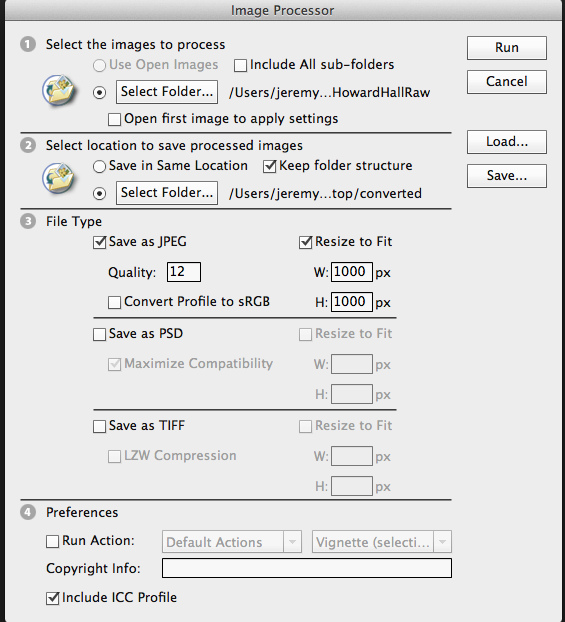 Image Processor
1 Select the images to process
Use Open Images Include All sub-folders
Select Folder... /Users/jeremy...HowardHallRaw
Open first image to apply settings
Run
Cancel
2 Select location to save processed images
Save in Same Location Keep folder structure
Select Folder... /Users/jeremy...top/converted
Load...
Save...
3 File Type
Save as JPEG Resize to Fit
Quality: 12 W: 1000 px
Convert Profile to sRGB H: 1000 px
Save as PSD Resize to Fit
Maximize Compatibility W: px
H: px
Save as TIFF Resize to Fit
LZW Compression W: px
H: px
4 Preferences
Run Action: Default Actions Vignette (selecti...
Copyright Info:
Include ICC Profile